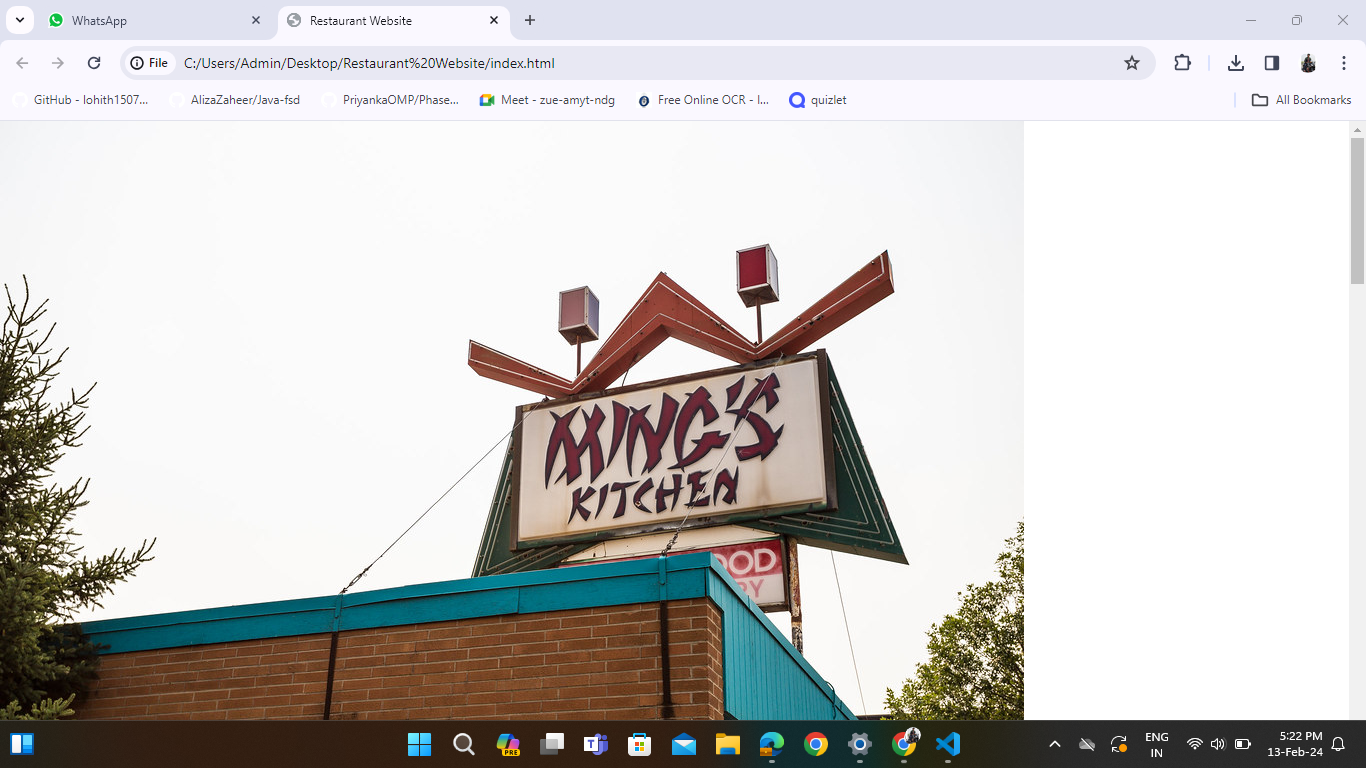 WhatsApp
Restaurant Website
File
C:/Users/Admin/Desktop/Restaurant%20Website/index.html
GitHub - lohith1507...
AlizaZaheer/Java-fsd
PriyankaOMP/Phase...
Meet - zue-amyt-ndg
Free Online OCR - I...
quizlet
All Bookmarks
MING'S
KITCHEN
PRE
ENG
IN
5:22 PM
13-Feb-24